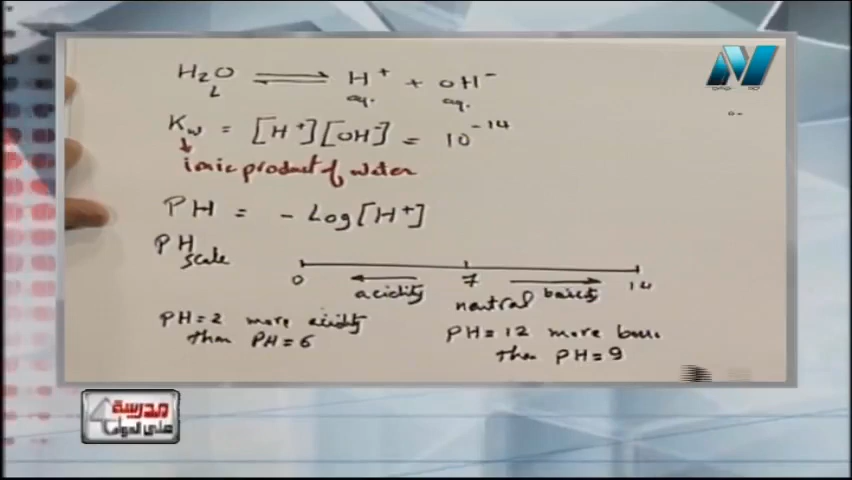 H₂O ⇌ H⁺ + OH⁻
L aq. aq.
Kw = [H⁺][OH⁻] = 10⁻¹⁴
ionic product of water
PH = - Log[H⁺]
PH scale
0 7 14
acidity neutral basicity
PH=2 more acidity
than PH=6
PH=12 more basic
than PH=9
مدرسة
على الهواء